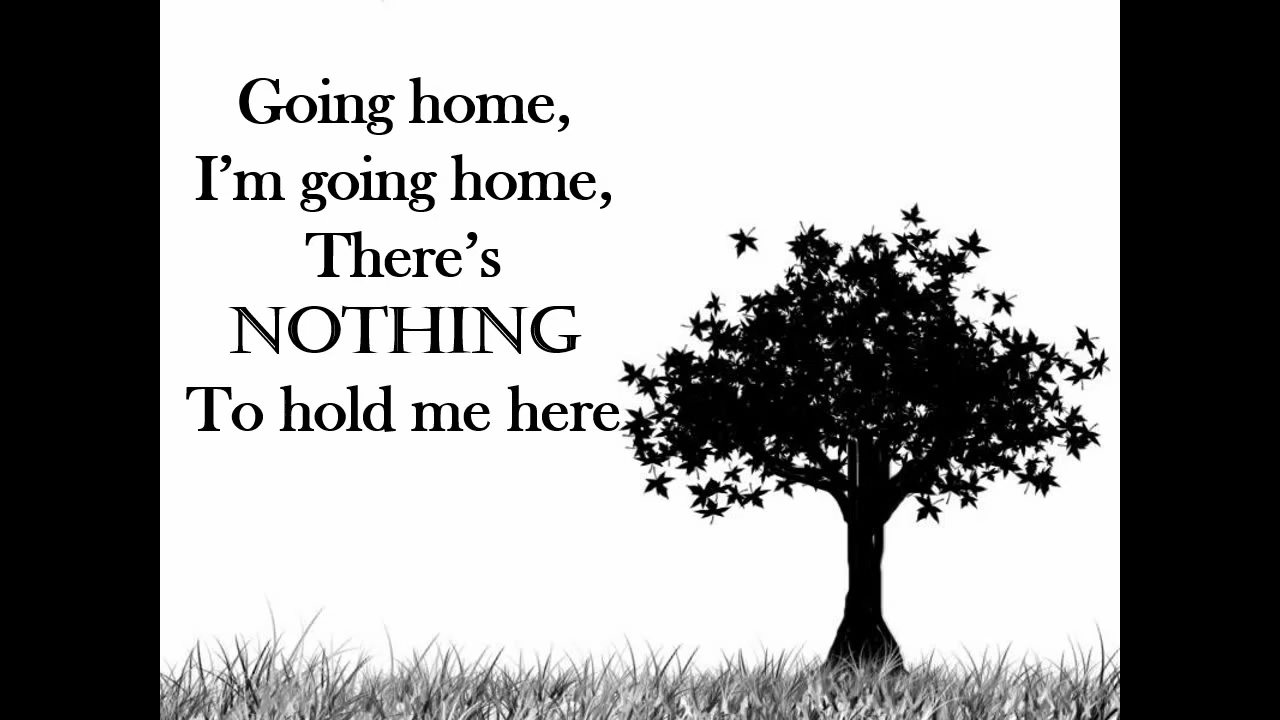 Going home,
I’m going home,
There’s
NOTHING
To hold me here